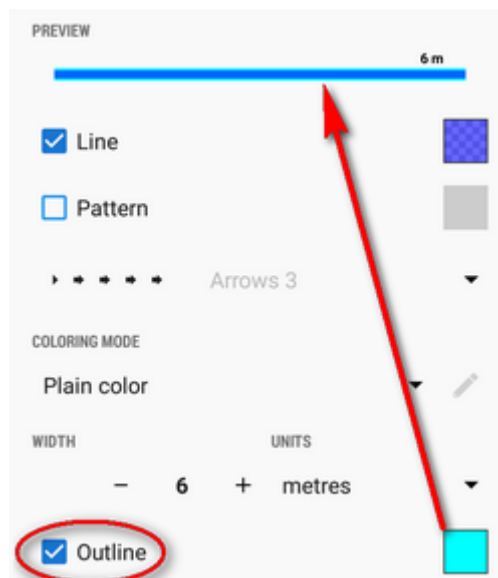 PREVIEW
6 m
Line
Pattern
Arrows 3
COLORING MODE
Plain color
WIDTH UNITS
− 6 + metres
Outline